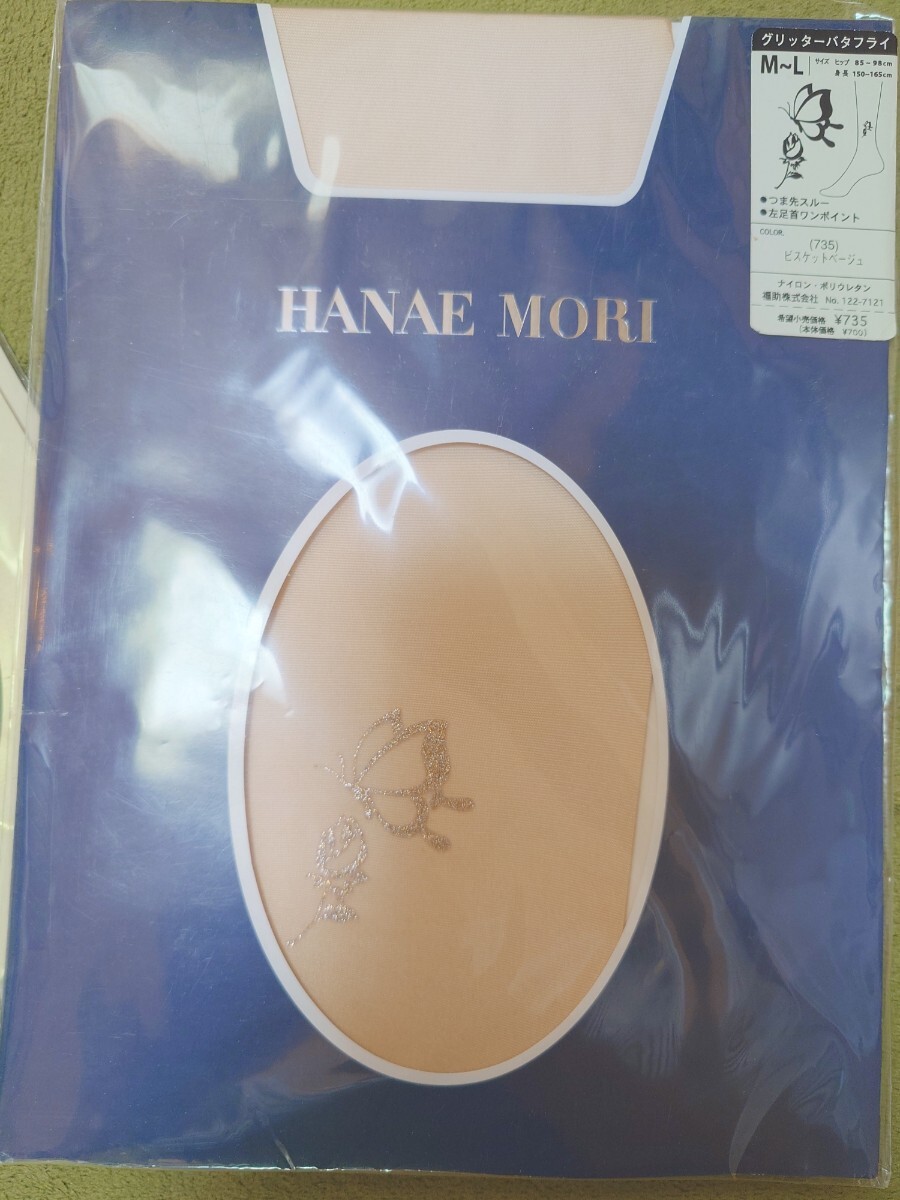 グリッターバタフライ
M~L サイズ ヒップ 85-98cm
身長 150-165cm
●つま先スルー
●左足首ワンポイント
COLOR.
(735)
ビスケットベージュ
ナイロン・ポリウレタン
福助株式会社 No. 122-7121
希望小売価格 ¥735
(本体価格 ¥700)
HANAE MORI